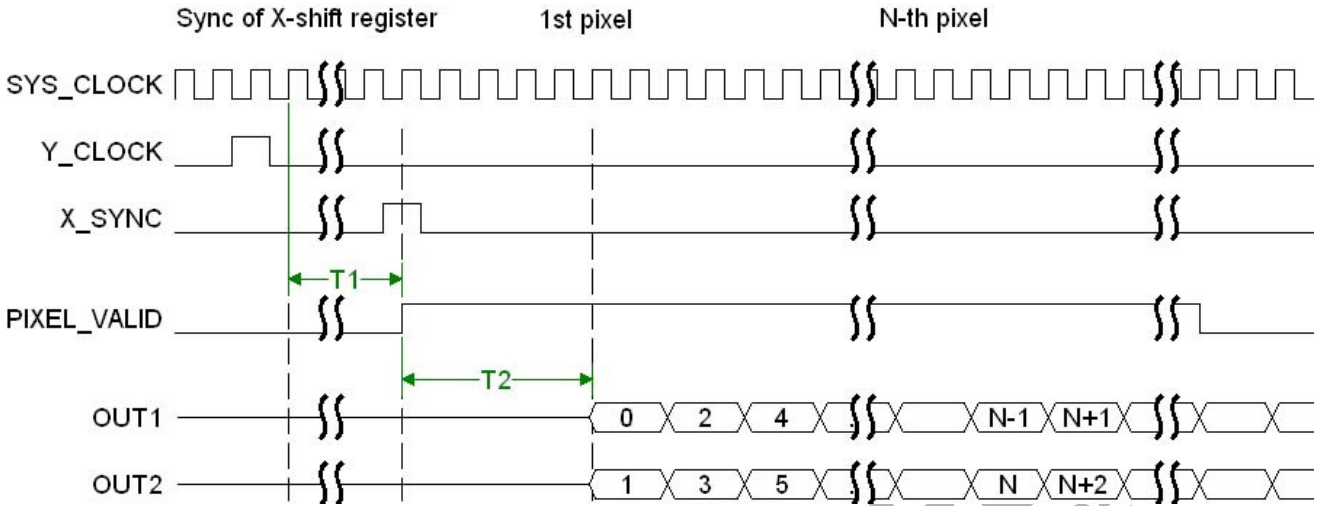 Sync of X-shift register 1st pixel N-th pixel
SYS_CLOCK
Y_CLOCK
X_SYNC
T1
PIXEL_VALID
T2
OUT1 0 2 4 N-1 N+1
OUT2 1 3 5 N N+2